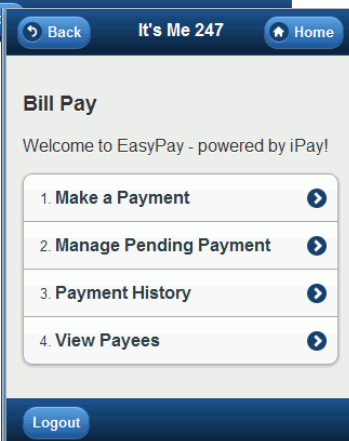 Back It's Me 247 Home
Bill Pay
Welcome to EasyPay - powered by iPay!
1. Make a Payment
2. Manage Pending Payment
3. Payment History
4. View Payees
Logout